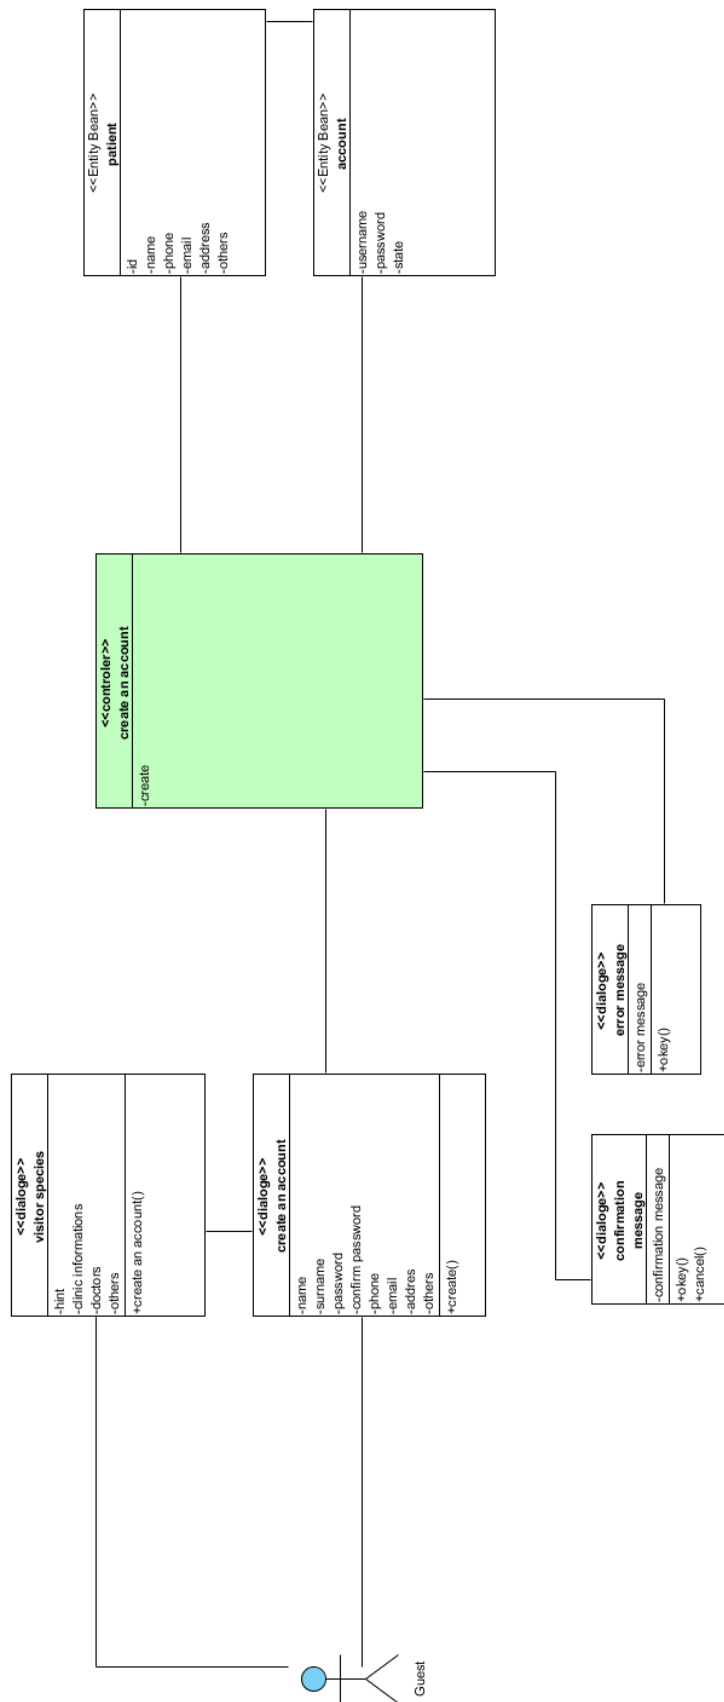 <<Entity Bean>>
patient
-id
-name
-phone
-email
-address
-others
<<Entity Bean>>
account
-username
-password
-state
<<controler>>
create an account
-create
<<dialoge>>
visitor species
-hint
-clinic informations
-doctors
-others
+create an account()
<<dialoge>>
create an account
-name
-surname
-password
-confirm password
-phone
-email
-addres
-others
+create()
<<dialoge>>
error message
-error message
+okey()
<<dialoge>>
confirmation
message
-confirmation message
+okey()
+cancel()
Guest